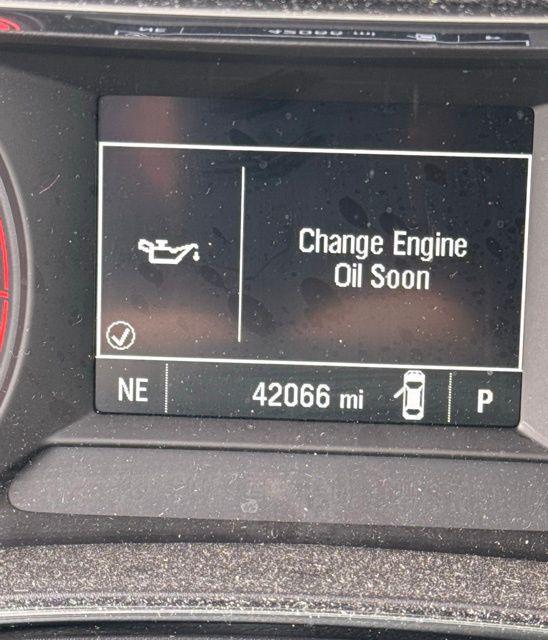 Change Engine
Oil Soon
NE
42066 mi
P